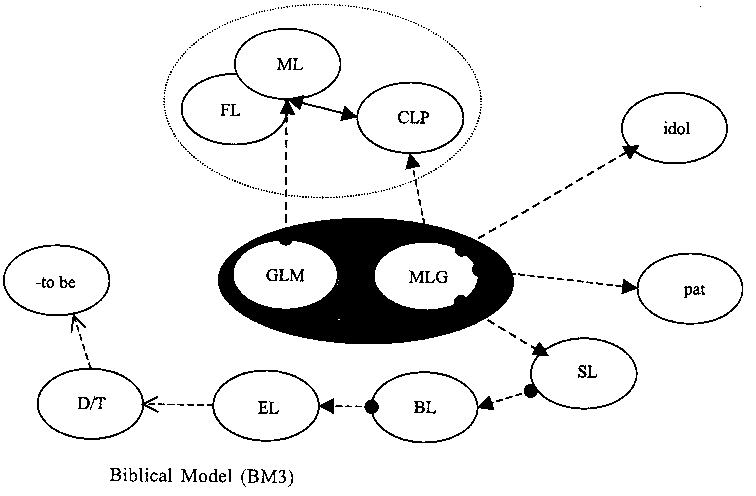 ML
FL
CLP
idol
GLM
MLG
-to be
pat
SL
D/T
EL
BL
Biblical Model (BM3)